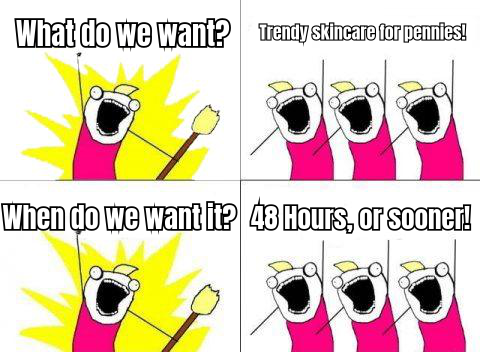 What do we want?
Trendy skincare for pennies!
When do we want it?
48 Hours, or sooner!